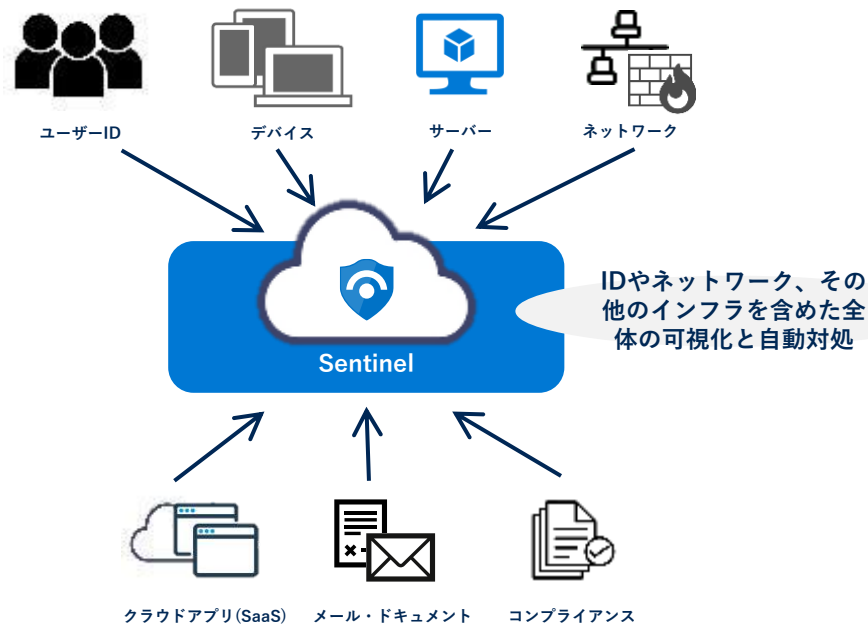 ユーザーID
デバイス
サーバー
ネットワーク
IDやネットワーク、その
他のインフラを含めた全
体の可視化と自動対処
Sentinel
クラウドアプリ(SaaS)
メール・ドキュメント
コンプライアンス